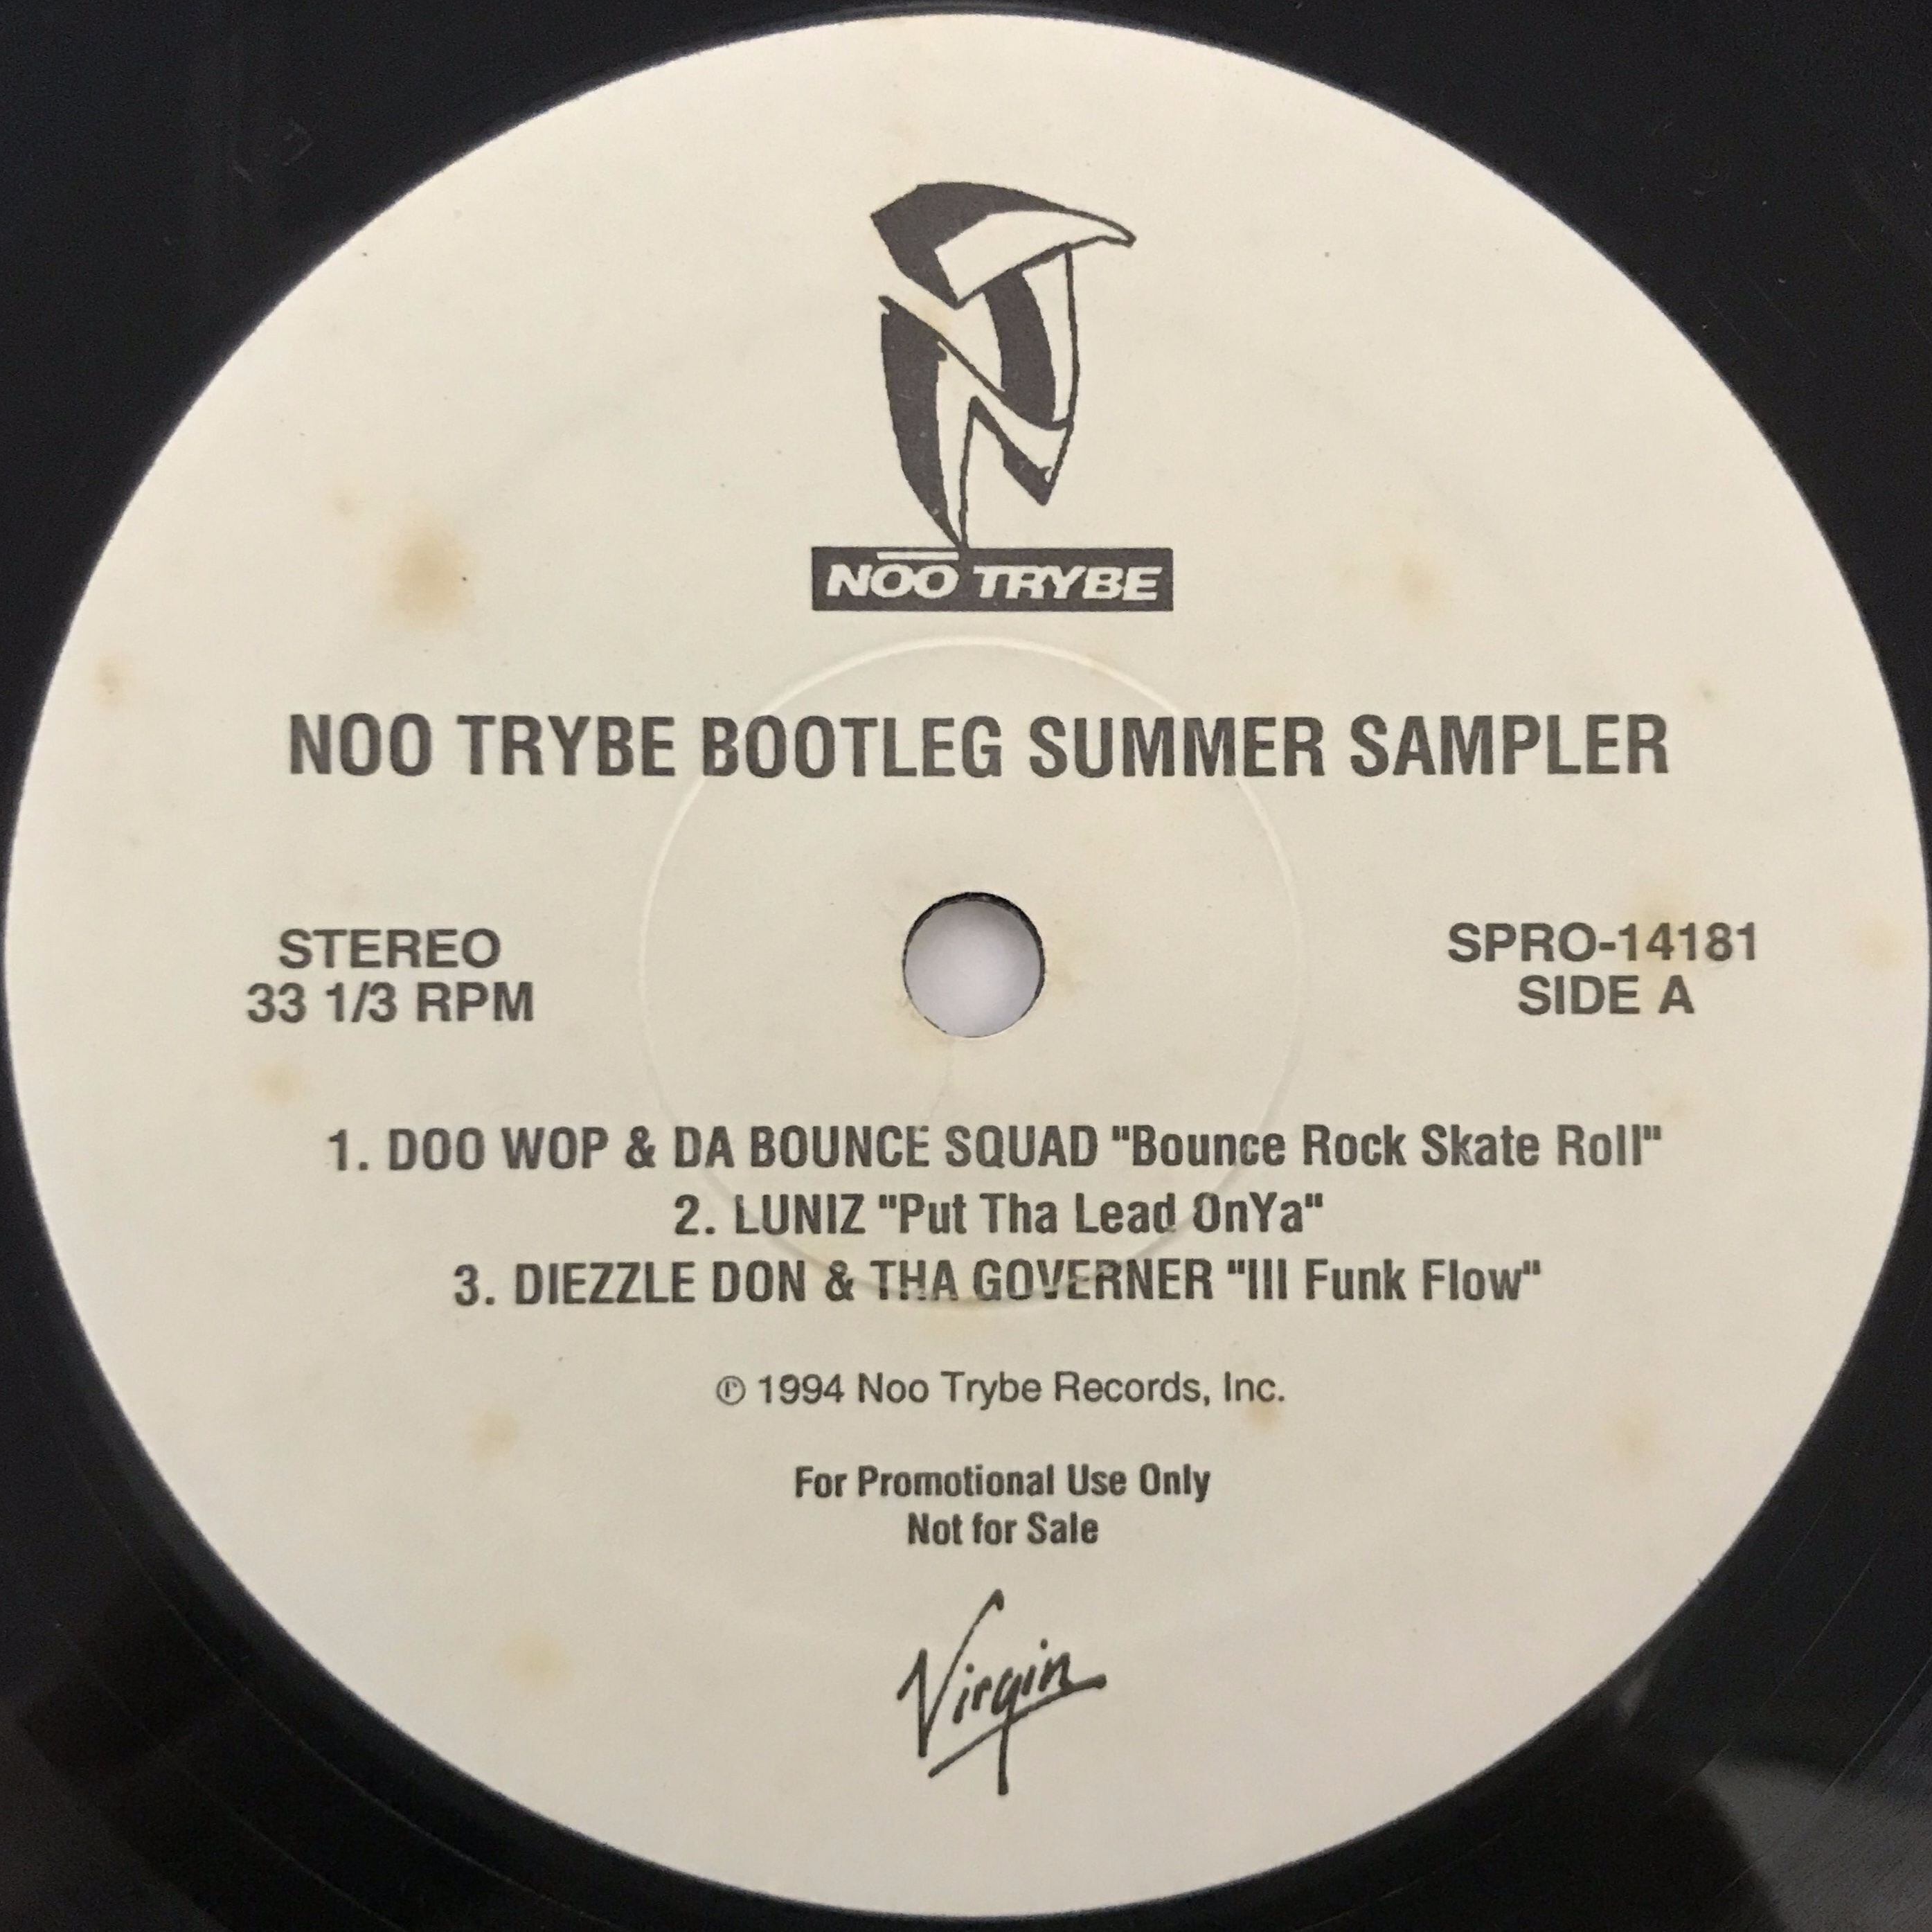 NOO TRYBE
NOO TRYBE BOOTLEG SUMMER SAMPLER
STEREO
33 1/3 RPM
SPRO-14181
SIDE A
1. DOO WOP & DA BOUNCE SQUAD "Bounce Rock Skate Roll"
2. LUNIZ "Put Tha Lead OnYa"
3. DIEZZLE DON & THA GOVERNER "Ill Funk Flow"
℗ 1994 Noo Trybe Records, Inc.
For Promotional Use Only
Not for Sale
Virgin